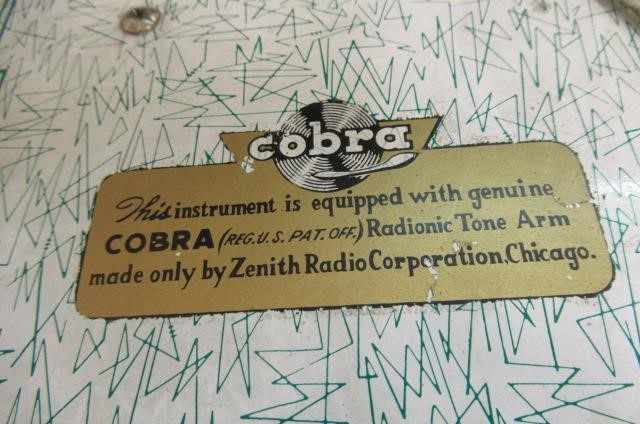 cobra
This instrument is equipped with genuine
COBRA (REG. U.S. PAT. OFF.) Radionic Tone Arm
made only by Zenith Radio Corporation, Chicago.